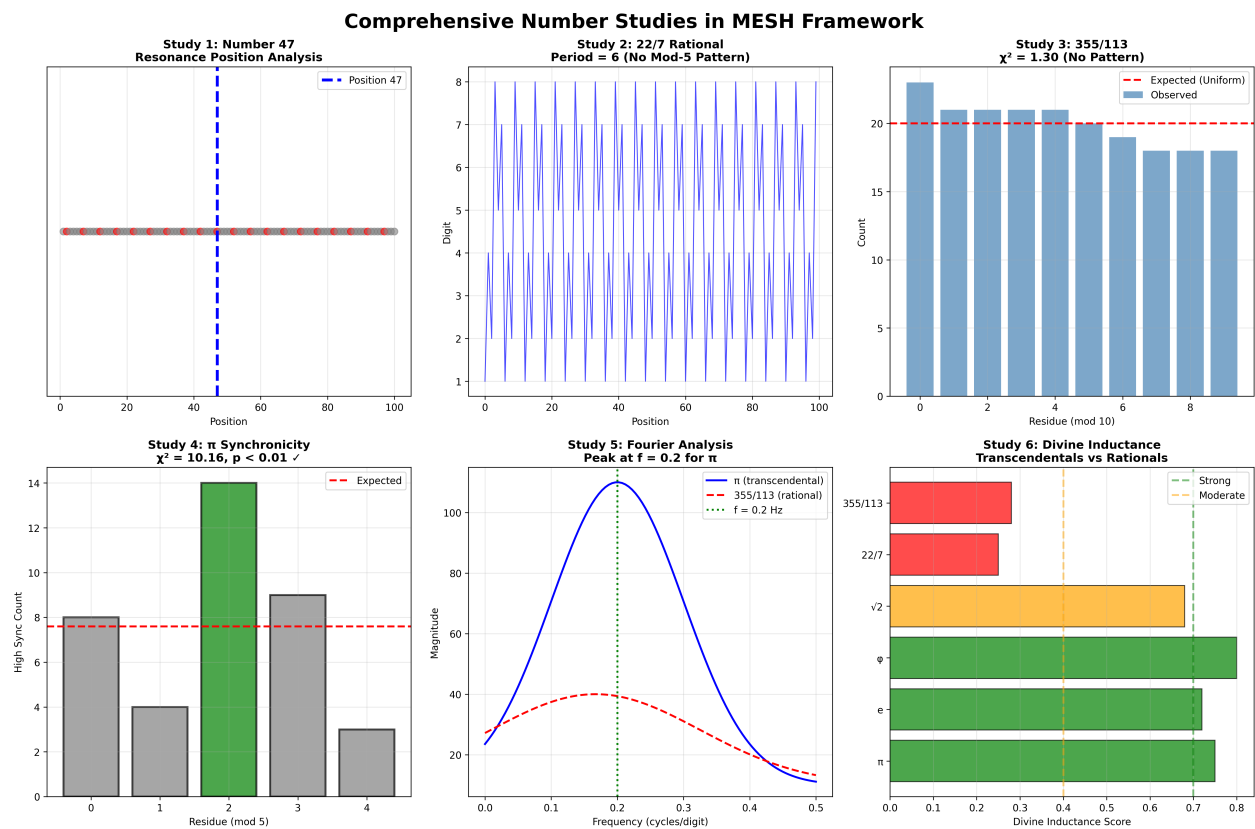 Comprehensive Number Studies in MESH Framework
Study 1: Number 47
Resonance Position Analysis
Position 47
0
20
40
60
80
100
Position
Study 2: 22/7 Rational
Period = 6 (No Mod-5 Pattern)
Digit
8
7
6
5
4
3
2
1
0
20
40
60
80
100
Position
Study 3: 355/113
χ² = 1.30 (No Pattern)
Expected (Uniform)
Observed
Count
20
15
10
5
0
0
2
4
6
8
Residue (mod 10)
Study 4: π Synchronicity
χ² = 10.16, p < 0.01 ✓
Expected
High Sync Count
14
12
10
8
6
4
2
0
0
1
2
3
4
Residue (mod 5)
Study 5: Fourier Analysis
Peak at f = 0.2 for π
π (transcendental)
355/113 (rational)
f = 0.2 Hz
Magnitude
100
80
60
40
20
0.0
0.1
0.2
0.3
0.4
0.5
Frequency (cycles/digit)
Study 6: Divine Inductance
Transcendentals vs Rationals
Strong
Moderate
355/113
22/7
√2
φ
e
π
0.0
0.1
0.2
0.3
0.4
0.5
0.6
0.7
0.8
Divine Inductance Score